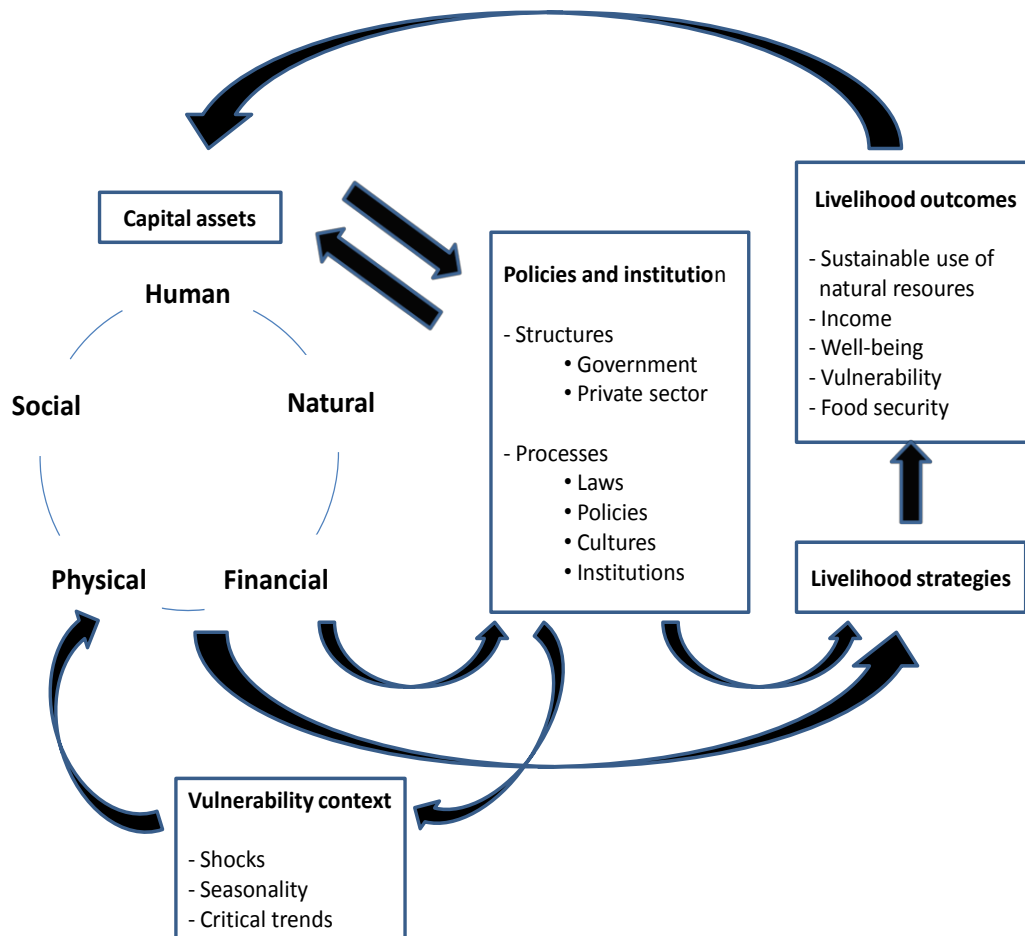 Capital assets
Human
Social
Natural
Physical
Financial
Policies and institution
- Structures
• Government
• Private sector
- Processes
• Laws
• Policies
• Cultures
• Institutions
Livelihood outcomes
- Sustainable use of
natural resoures
- Income
- Well-being
- Vulnerability
- Food security
Livelihood strategies
Vulnerability context
- Shocks
- Seasonality
- Critical trends